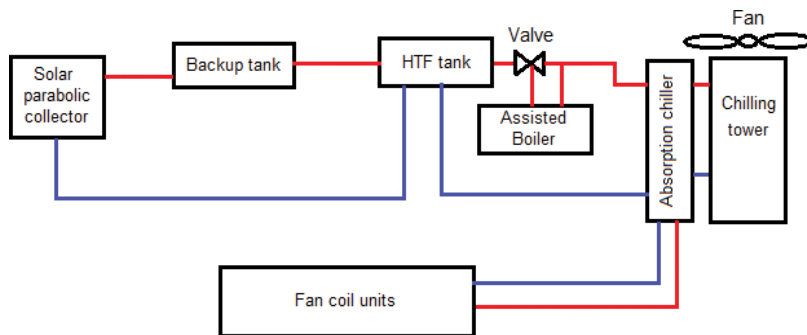 Fan
Valve
Solar
parabolic
collector
Backup tank
HTF tank
Assisted
Boiler
Absorption chiller
Chilling
tower
Fan coil units